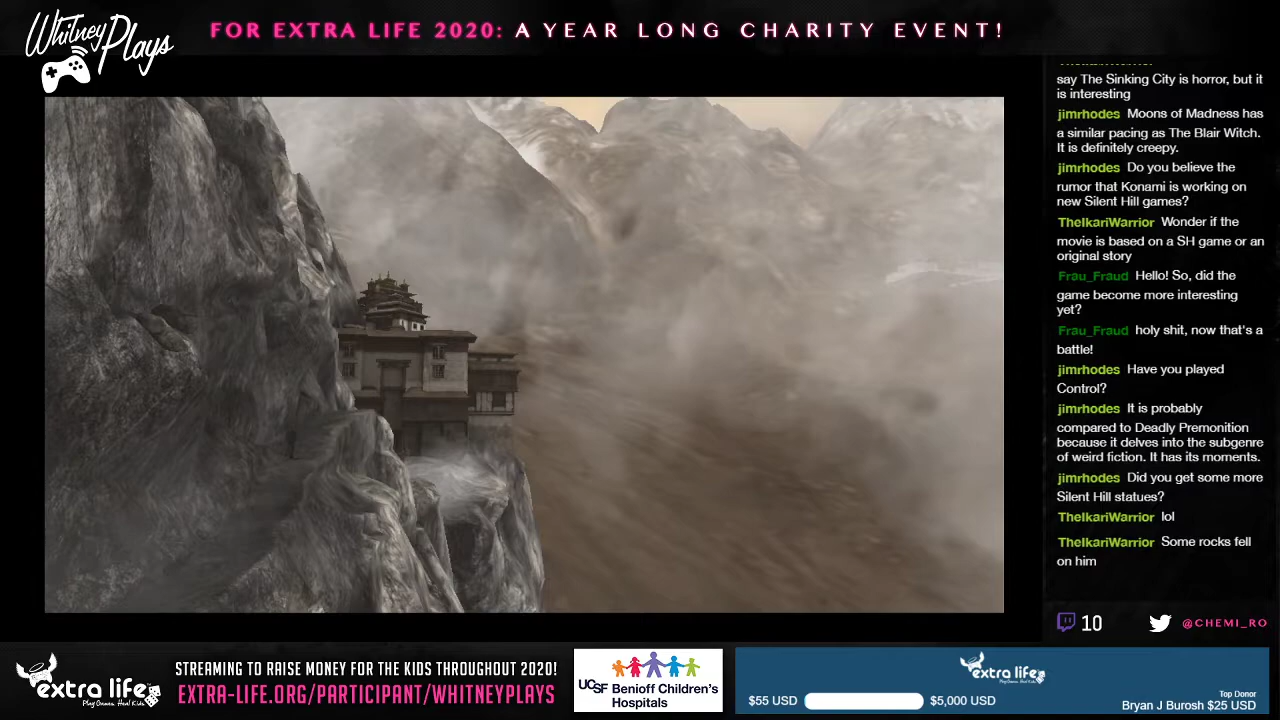 Whitney Plays
FOR EXTRA LIFE 2020: A YEAR LONG CHARITY EVENT!
say The Sinking City is horror, but it
is interesting
jimrhodes Moons of Madness has
a similar pacing as The Blair Witch.
It is definitely creepy.
jimrhodes Do you believe the
rumor that Konami is working on
new Silent Hill games?
TheIkariWarrior Wonder if the
movie is based on a SH game or an
original story
Frau_Fraud Hello! So, did the
game become more interesting
yet?
Frau_Fraud holy shit, now that's a
battle!
jimrhodes Have you played
Control?
jimrhodes It is probably
compared to Deadly Premonition
because it delves into the subgenre
of weird fiction. It has its moments.
jimrhodes Did you get some more
Silent Hill statues?
TheIkariWarrior lol
TheIkariWarrior Some rocks fell
on him
10 @CHEMI_RO
extra life
Play Games. Heal Kids.
STREAMING TO RAISE MONEY FOR THE KIDS THROUGHOUT 2020!
EXTRA-LIFE.ORG/PARTICIPANT/WHITNEYPLAYS
UCSF Benioff Children's
Hospitals
extra life
Play Games. Heal Kids.
$55 USD $5,000 USD
Top Donor
Bryan J Burosh $25 USD